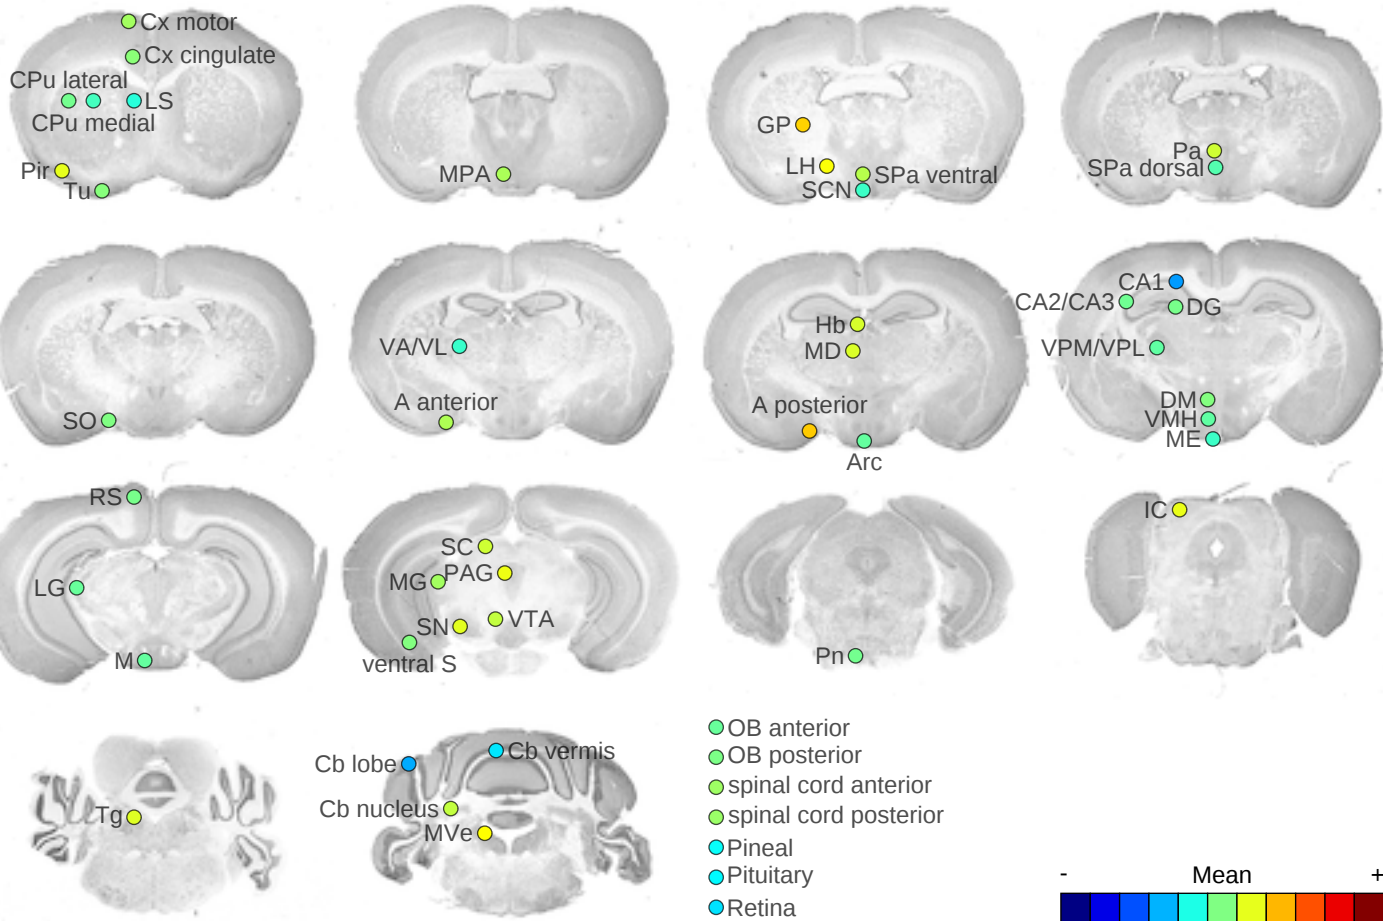 Cx motor
Cx cingulate
CPu lateral
LS
CPu medial
Pir
Tu
MPA
GP
LH
SPa ventral
SCN
Pa
SPa dorsal
SO
VA/VL
A anterior
Hb
MD
A posterior
Arc
CA1
CA2/CA3
DG
VPM/VPL
DM
VMH
ME
RS
LG
M
SC
PAG
MG
SN
VTA
ventral S
Pn
IC
Tg
Cb lobe
Cb vermis
Cb nucleus
MVe
OB anterior
OB posterior
spinal cord anterior
spinal cord posterior
Pineal
Pituitary
Retina
- Mean +